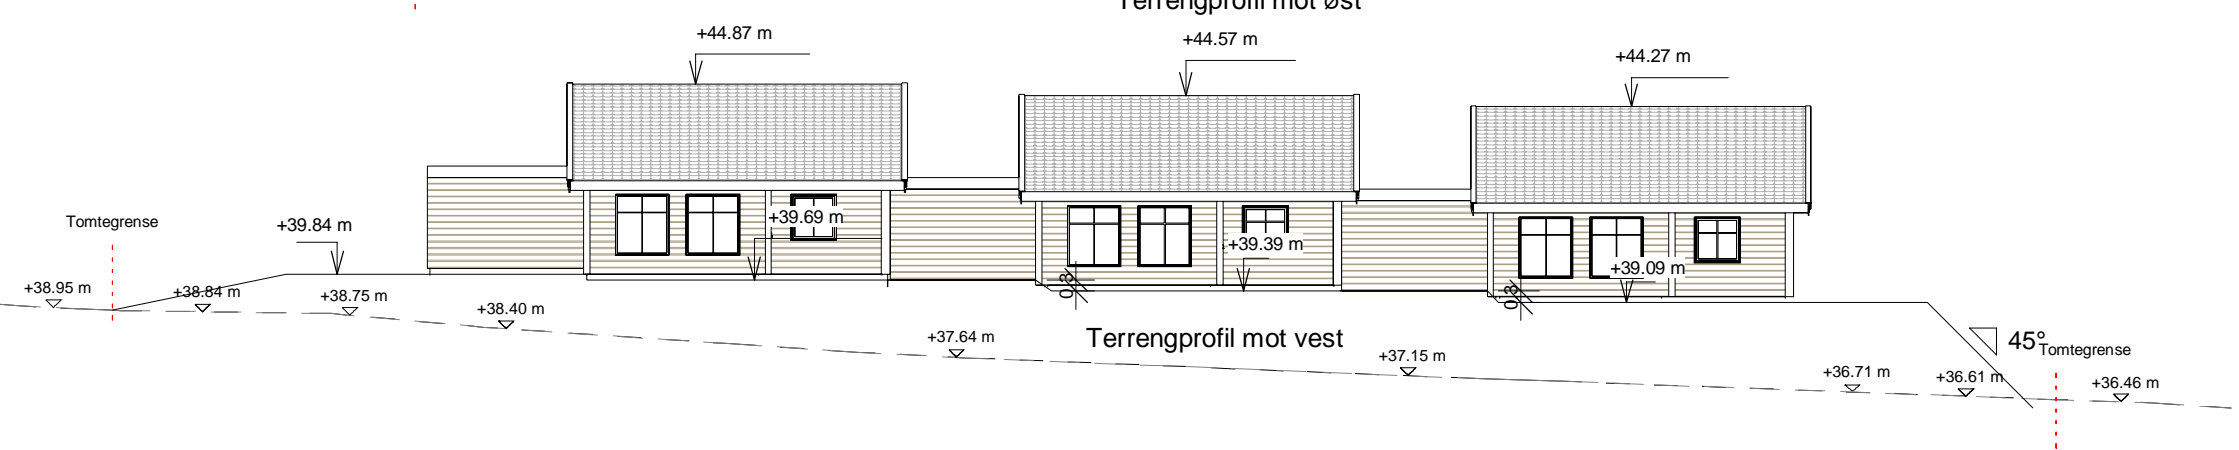 Terrengprofil mot øst
+44.87 m
+44.57 m
+44.27 m
Tomtegrense
+39.84 m
+39.69 m
+39.39 m
+39.09 m
+38.95 m
+38.84 m
+38.75 m
+38.40 m
0,3
0,3
Terrengprofil mot vest
+37.64 m
+37.15 m
45°
Tomtegrense
+36.71 m
+36.61 m
+36.46 m